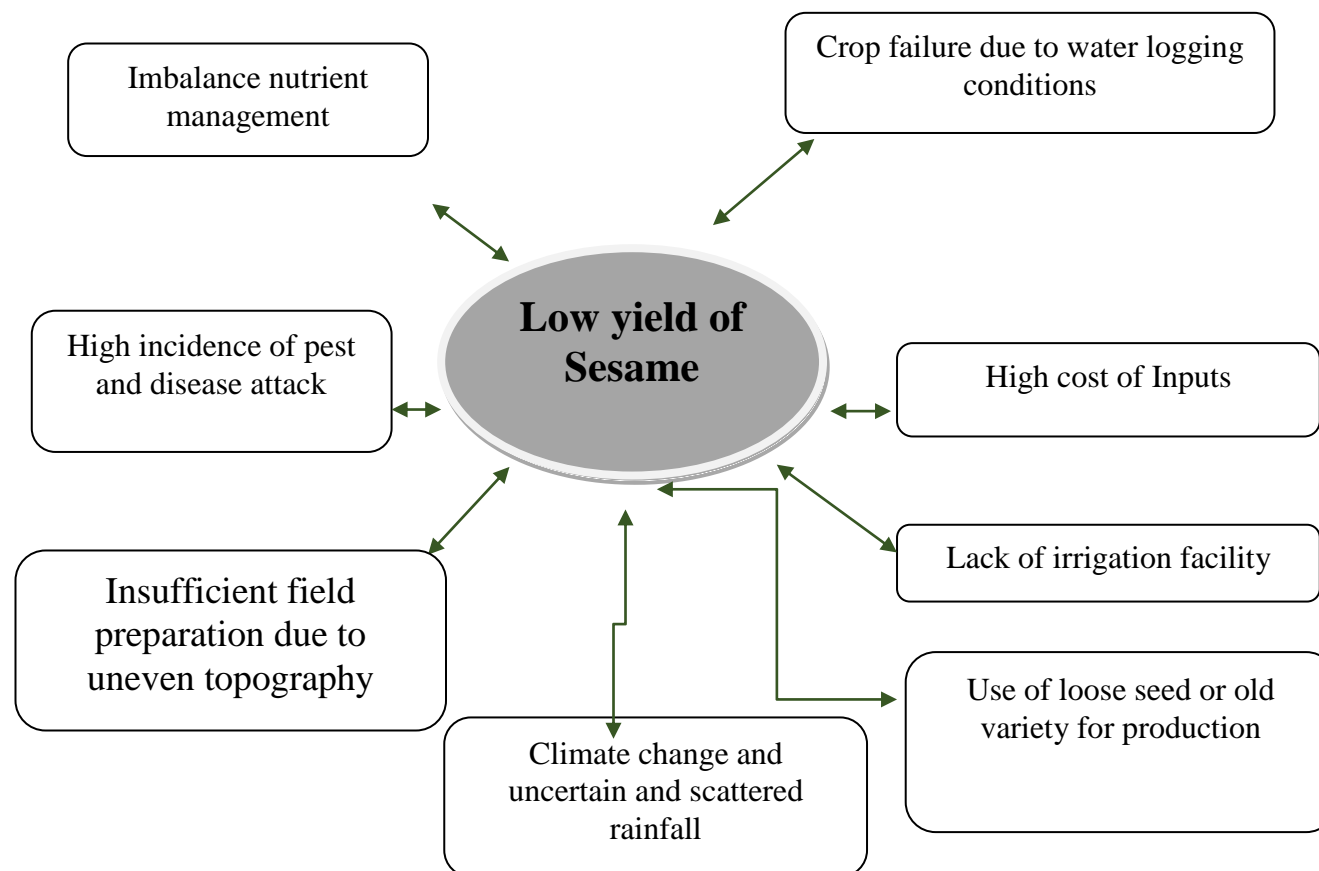 Imbalance nutrient
management
Crop failure due to water logging
conditions
Low yield of
Sesame
High incidence of pest
and disease attack
High cost of Inputs
Lack of irrigation facility
Insufficient field
preparation due to
uneven topography
Use of loose seed or old
variety for production
Climate change and
uncertain and scattered
rainfall